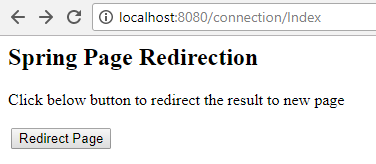 localhost:8080/connection/Index
Spring Page Redirection
Click below button to redirect the result to new page
Redirect Page